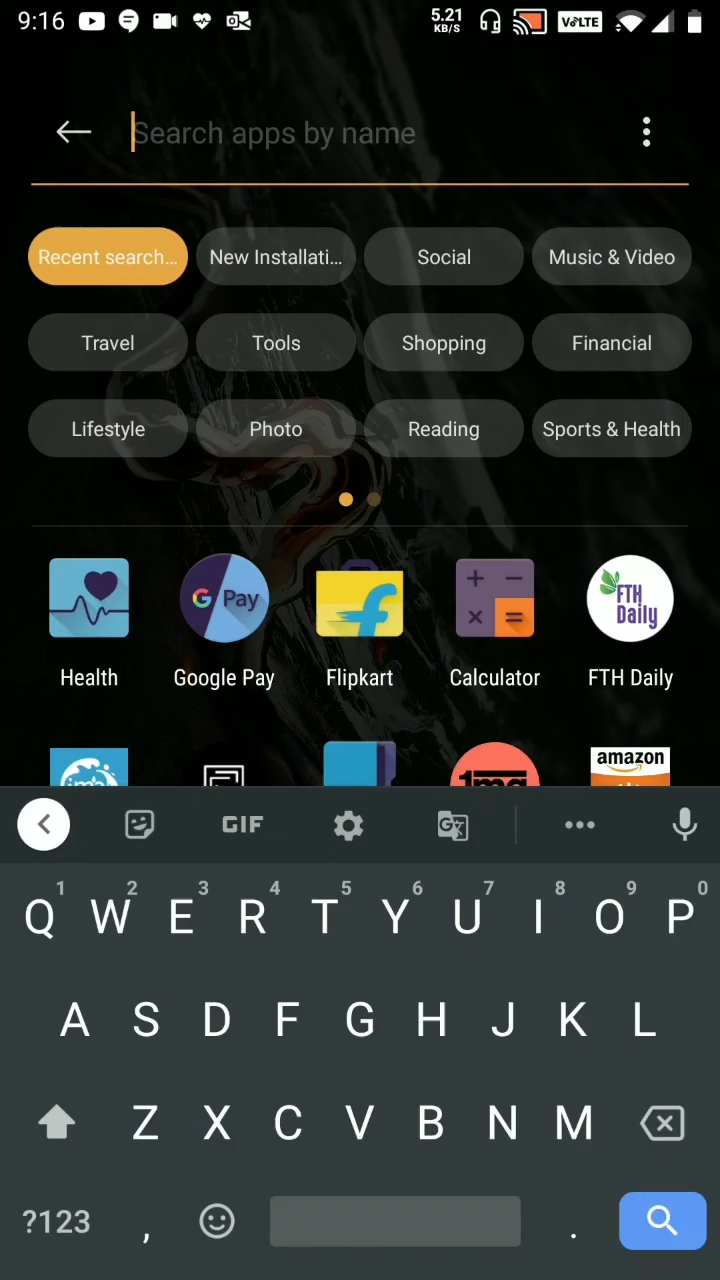 9:16 5.21 KB/S VoLTE
Search apps by name
Recent search... New Installati... Social Music & Video
Travel Tools Shopping Financial
Lifestyle Photo Reading Sports & Health
G Pay FTH Daily
Health Google Pay Flipkart Calculator FTH Daily
1mg amazon
GIF
1 2 3 4 5 6 7 8 9 0
Q W E R T Y U I O P
A S D F G H J K L
Z X C V B N M
?123 , .